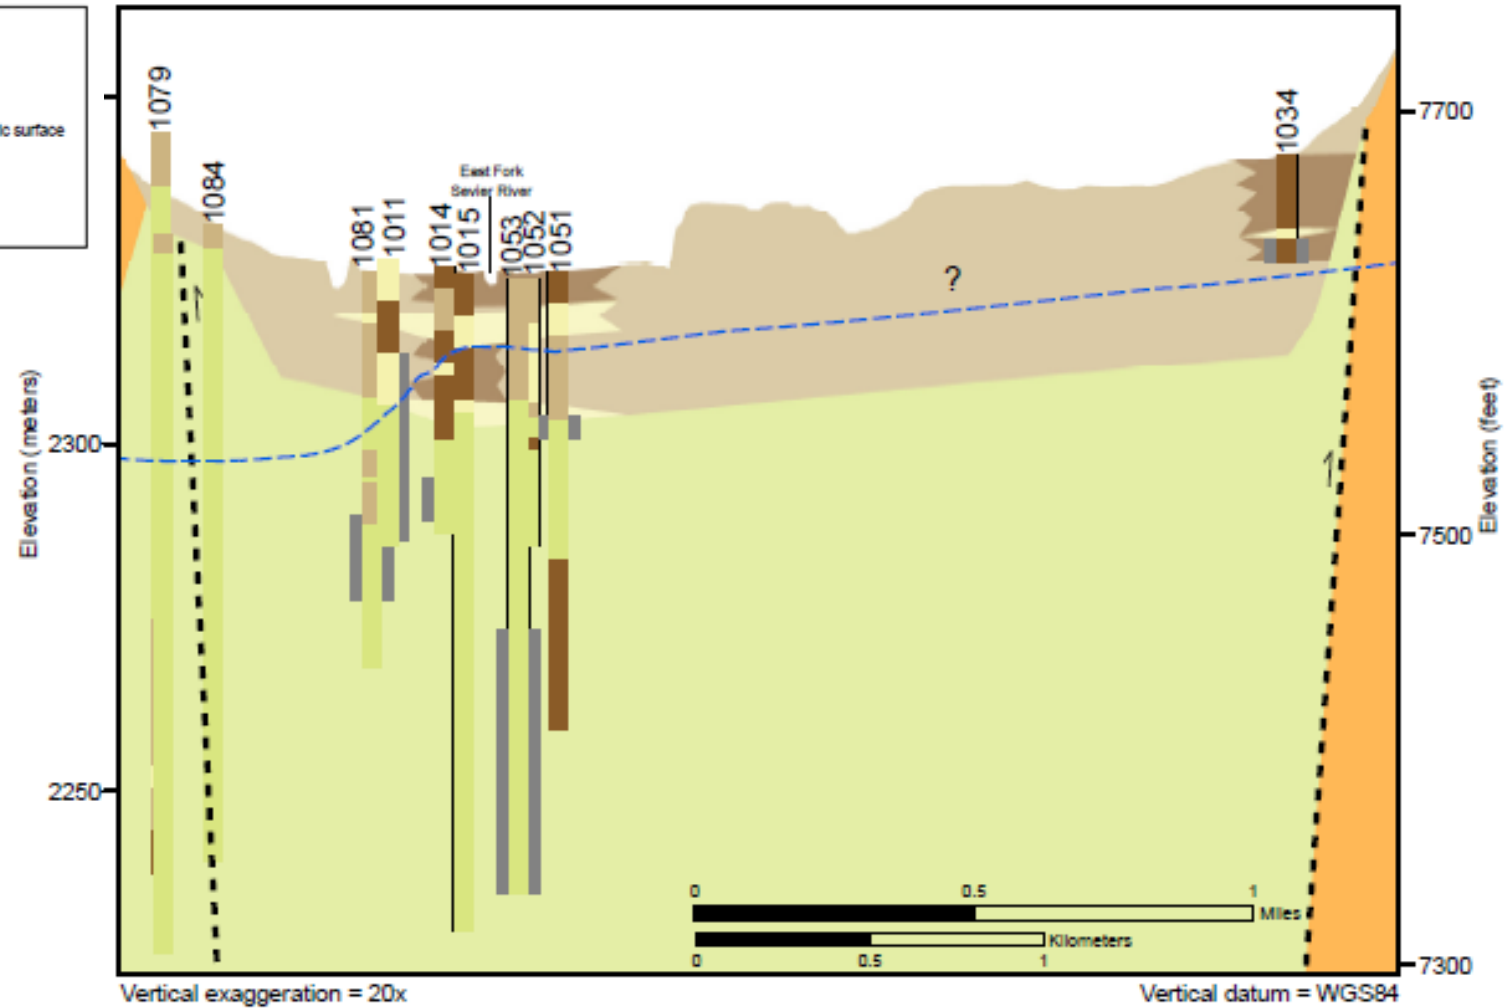 ic surface
1079
1084
1081
1011
1014
1015
East Fork
Sevier River
1053
1052
1051
1034
?
7700
7500
7300
Elevation (feet)
2300
2250
Elevation (meters)
0 0.5 1
Miles
Kilometers
0 0.5 1
Vertical exaggeration = 20x
Vertical datum = WGS84